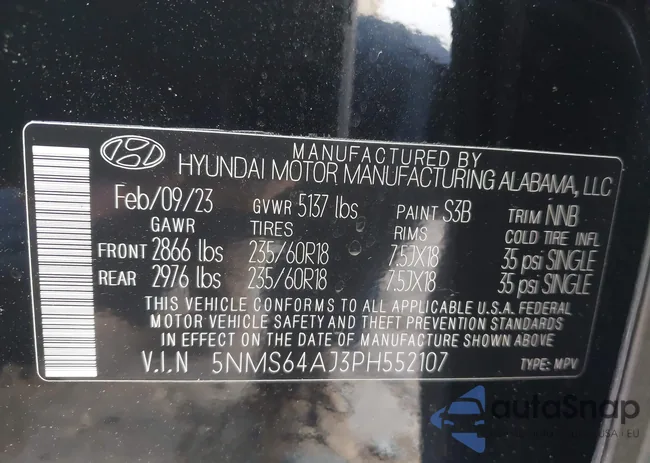 MANUFACTURED BY
HYUNDAI MOTOR MANUFACTURING ALABAMA, LLC
Feb/09/23 GVWR 5137 lbs PAINT S3B TRIM NNB
GAWR TIRES RIMS COLD TIRE INFL
FRONT 2866 lbs 235/60R18 7.5JX18 35 psi SINGLE
REAR 2976 lbs 235/60R18 7.5JX18 35 psi SINGLE
THIS VEHICLE CONFORMS TO ALL APPLICABLE U.S.A. FEDERAL
MOTOR VEHICLE SAFETY AND THEFT PREVENTION STANDARDS
IN EFFECT ON THE DATE OF MANUFACTURE SHOWN ABOVE
V.I.N 5NMS64AJ3PH552107 TYPE: MPV
autoSnap